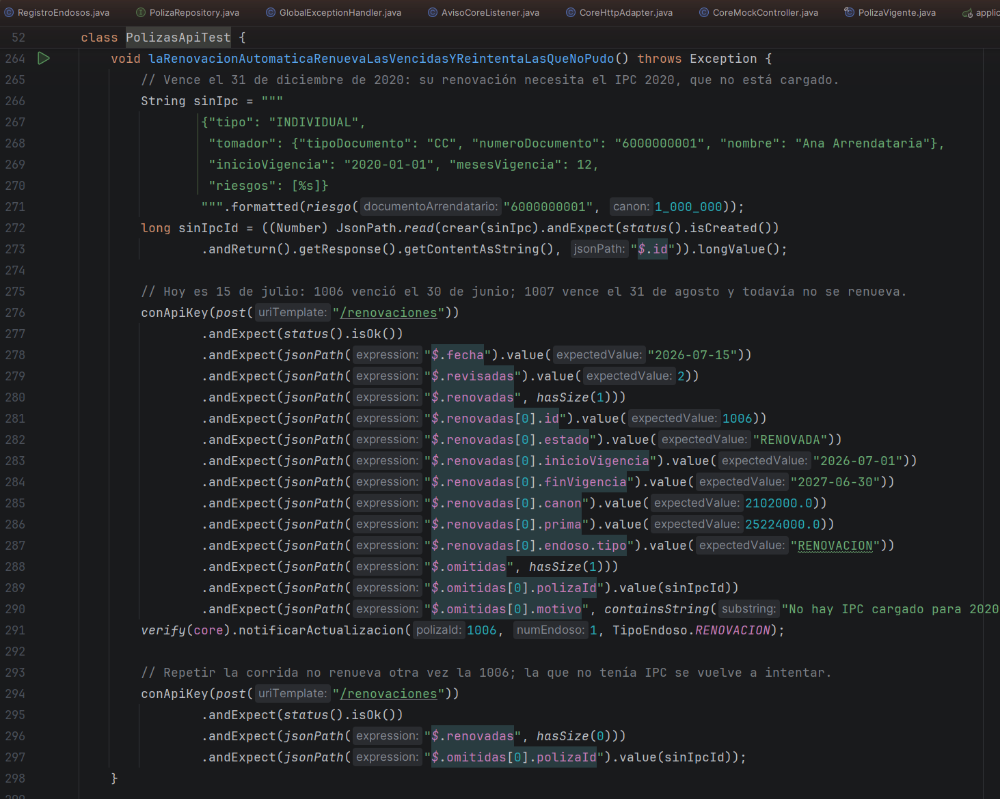 RegistroEndosos.java PolizaRepository.java GlobalExceptionHandler.java AvisoCoreListener.java CoreHttpAdapter.java CoreMockController.java PolizaVigente.java applic
52 class PolizasApiTest {
264 void laRenovacionAutomaticaRenuevaLasVencidasYReintentaLasQueNoPudo() throws Exception {
265 // Vence el 31 de diciembre de 2020: su renovación necesita el IPC 2020, que no está cargado.
266 String sinIpc = """
267 {"tipo": "INDIVIDUAL",
268 "tomador": {"tipoDocumento": "CC", "numeroDocumento": "6000000001", "nombre": "Ana Arrendataria"},
269 "inicioVigencia": "2020-01-01", "mesesVigencia": 12,
270 "riesgos": [%s]}
271 """.formatted(riesgo( documentoArrendatario: "6000000001", canon: 1_000_000));
272 long sinIpcId = ((Number) JsonPath.read(crear(sinIpc).andExpect(status().isCreated())
273 .andReturn().getResponse().getContentAsString(), jsonPath: "$.id")).longValue();
274
275 // Hoy es 15 de julio: 1006 venció el 30 de junio; 1007 vence el 31 de agosto y todavía no se renueva.
276 conApiKey(post( uriTemplate: "/renovaciones"))
277 .andExpect(status().isOk())
278 .andExpect(jsonPath( expression: "$.fecha").value( expectedValue: "2026-07-15"))
279 .andExpect(jsonPath( expression: "$.revisadas").value( expectedValue: 2))
280 .andExpect(jsonPath( expression: "$.renovadas", hasSize(1)))
281 .andExpect(jsonPath( expression: "$.renovadas[0].id").value( expectedValue: 1006))
282 .andExpect(jsonPath( expression: "$.renovadas[0].estado").value( expectedValue: "RENOVADA"))
283 .andExpect(jsonPath( expression: "$.renovadas[0].inicioVigencia").value( expectedValue: "2026-07-01"))
284 .andExpect(jsonPath( expression: "$.renovadas[0].finVigencia").value( expectedValue: "2027-06-30"))
285 .andExpect(jsonPath( expression: "$.renovadas[0].canon").value( expectedValue: 2102000.0))
286 .andExpect(jsonPath( expression: "$.renovadas[0].prima").value( expectedValue: 25224000.0))
287 .andExpect(jsonPath( expression: "$.renovadas[0].endoso.tipo").value( expectedValue: "RENOVACION"))
288 .andExpect(jsonPath( expression: "$.omitidas", hasSize(1)))
289 .andExpect(jsonPath( expression: "$.omitidas[0].polizaId").value(sinIpcId))
290 .andExpect(jsonPath( expression: "$.omitidas[0].motivo", containsString( substring: "No hay IPC cargado para 2020
291 verify(core).notificarActualizacion( polizaId: 1006, numEndoso: 1, TipoEndoso.RENOVACION);
292
293 // Repetir la corrida no renueva otra vez la 1006; la que no tenía IPC se vuelve a intentar.
294 conApiKey(post( uriTemplate: "/renovaciones"))
295 .andExpect(status().isOk())
296 .andExpect(jsonPath( expression: "$.renovadas", hasSize(0)))
297 .andExpect(jsonPath( expression: "$.omitidas[0].polizaId").value(sinIpcId));
298 }